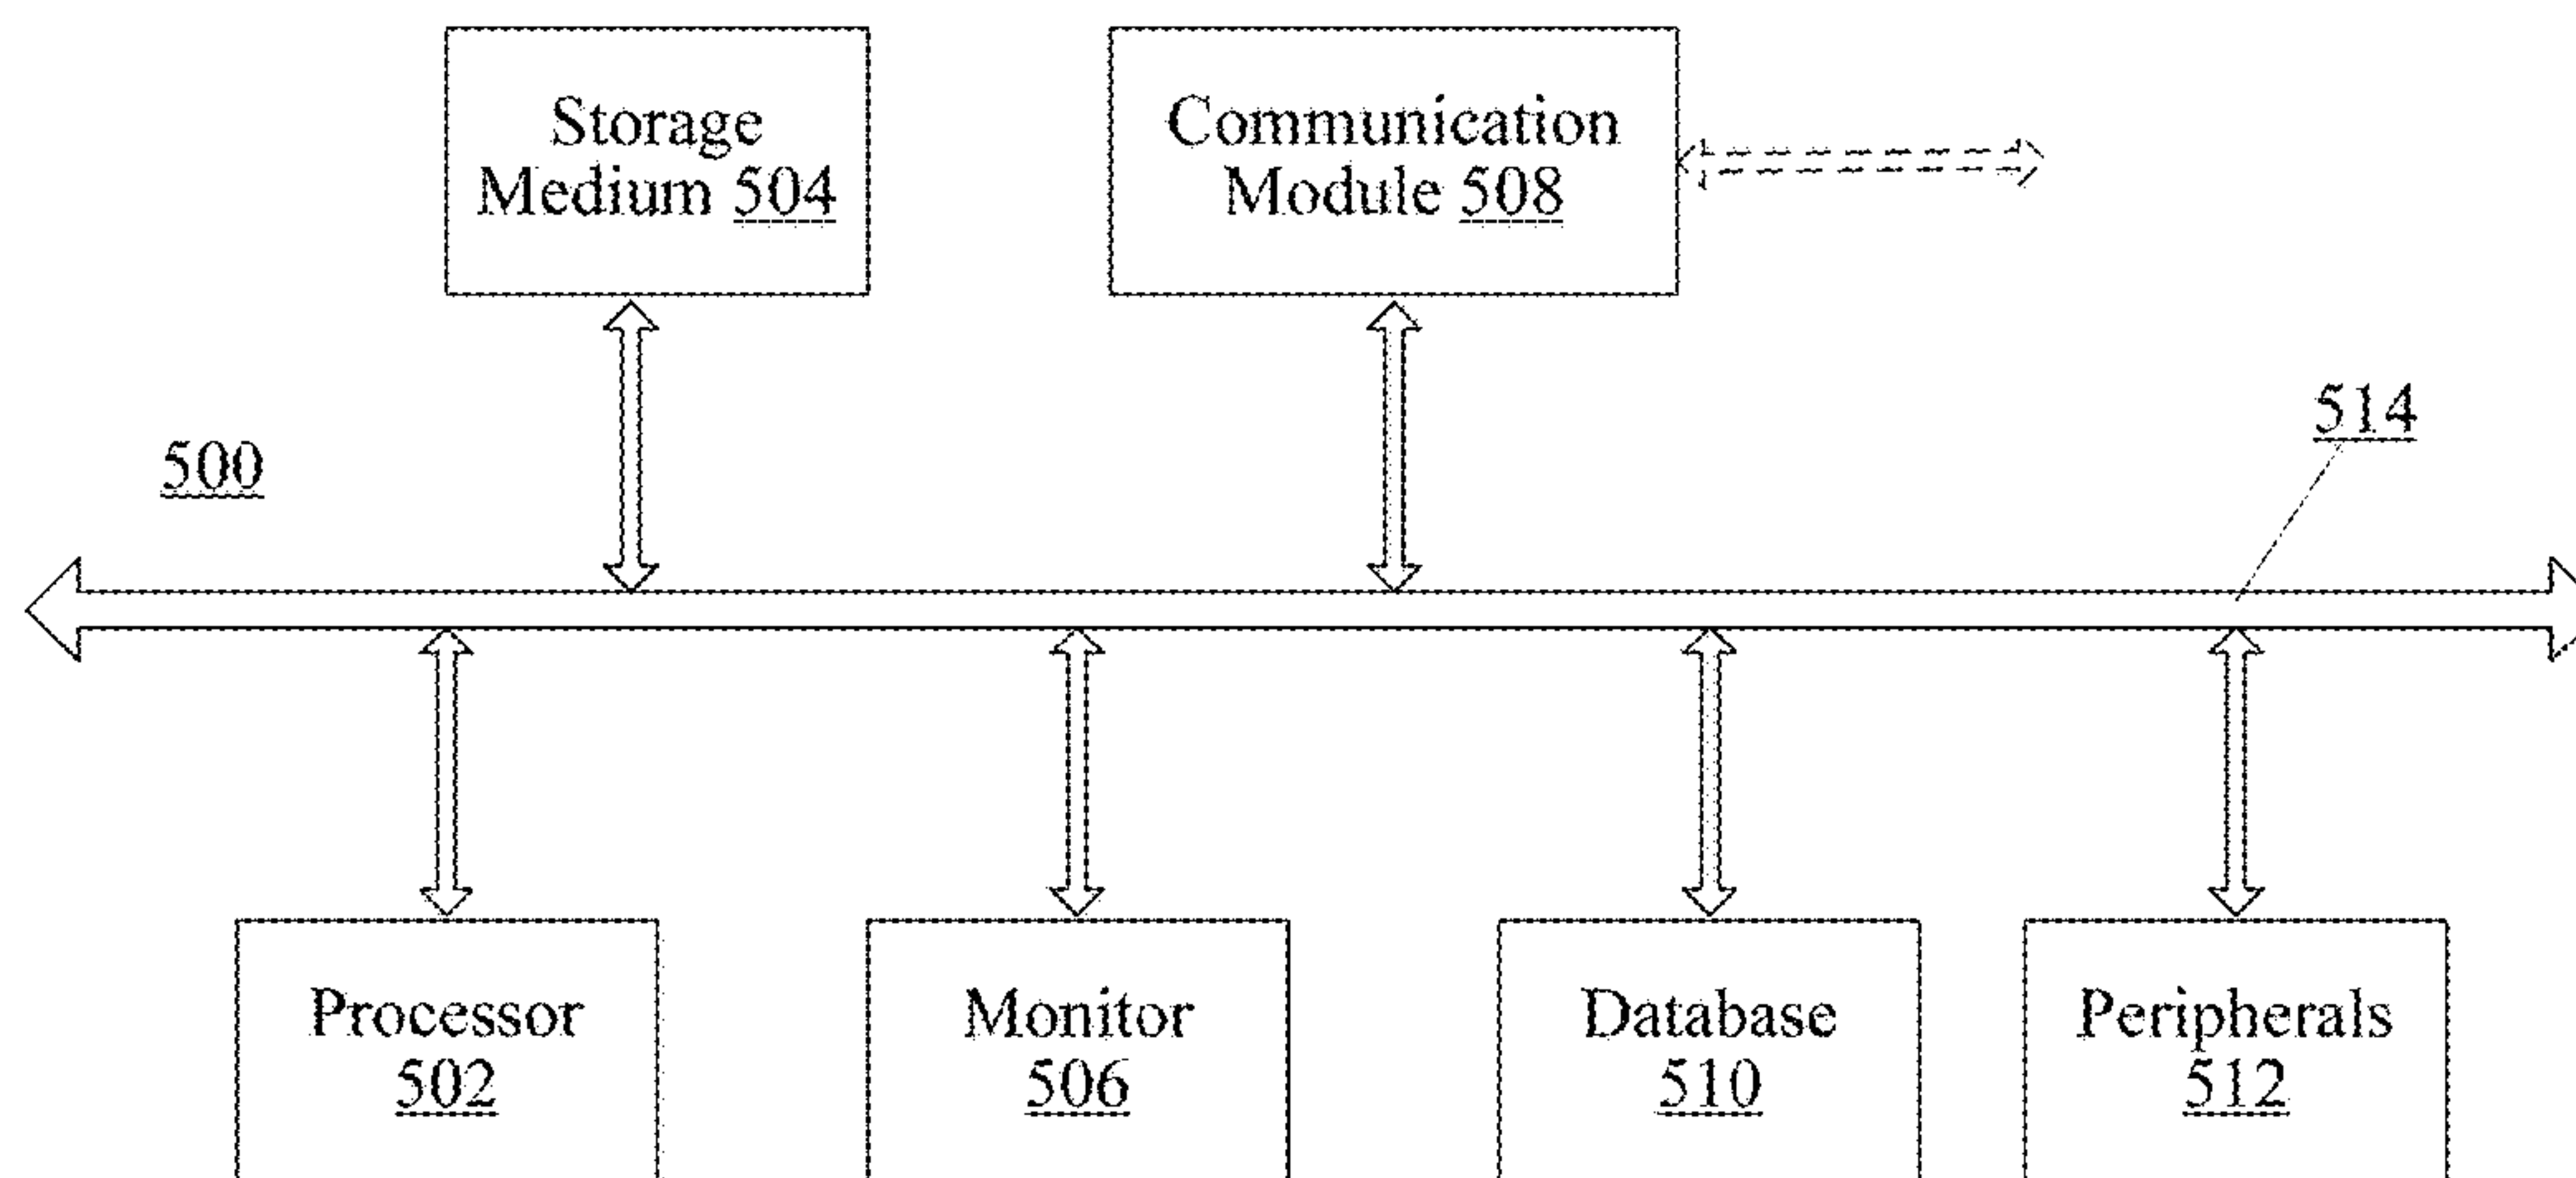 Storage
Medium 504
Communication
Module 508
514
500
Processor
502
Monitor
506
Database
510
Peripherals
512